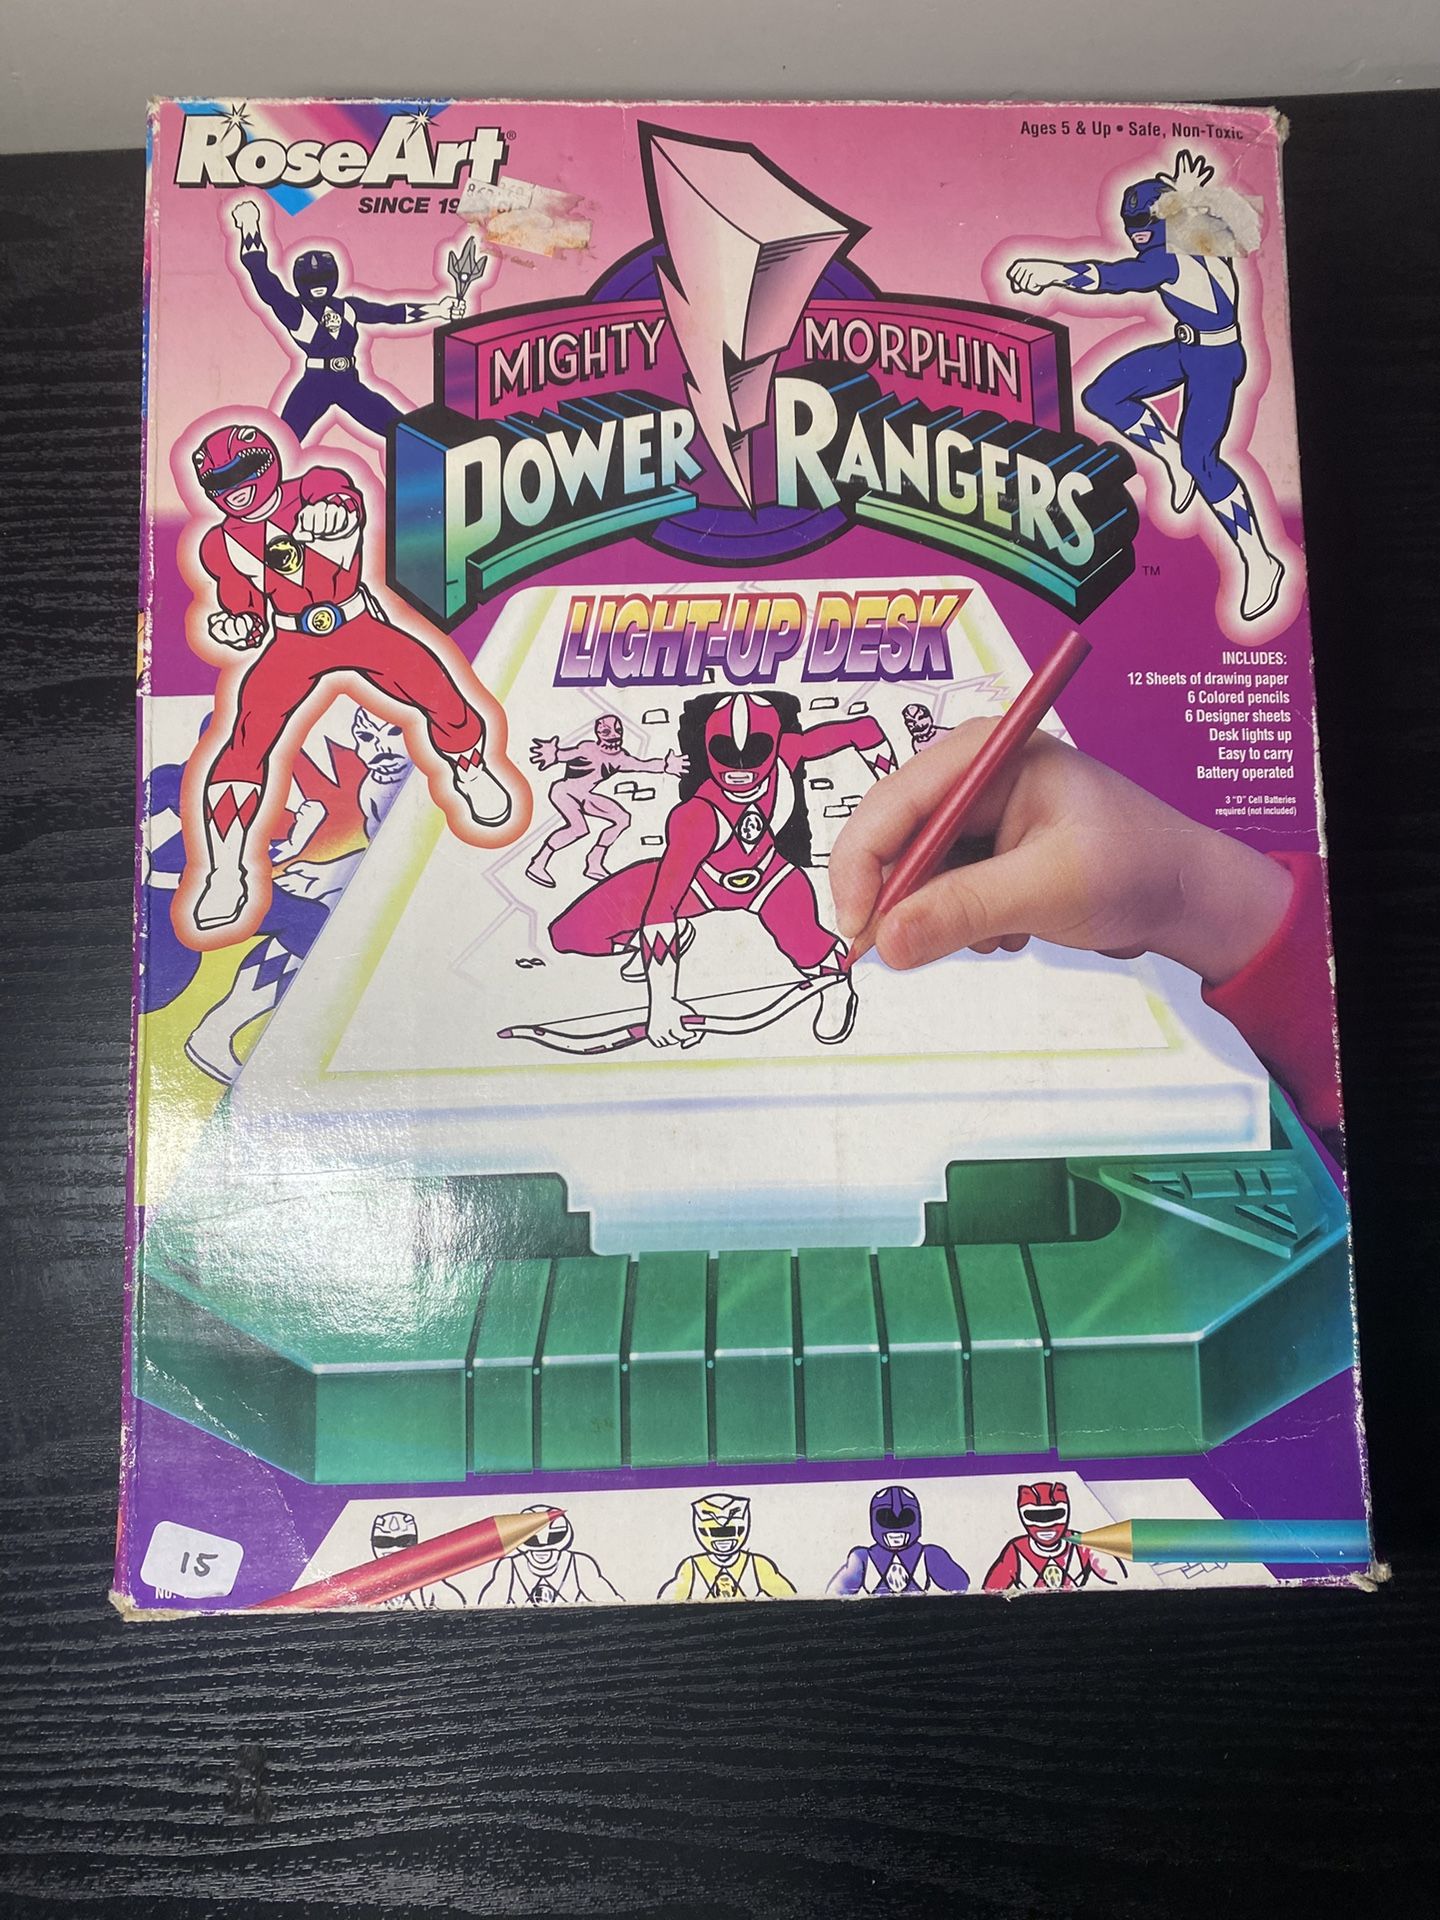 RoseArt®
SINCE 19
Ages 5 & Up • Safe, Non-Toxic
MIGHTY MORPHIN
POWER RANGERS
TM
LIGHT-UP DESK
INCLUDES:
12 Sheets of drawing paper
6 Colored pencils
6 Designer sheets
Desk lights up
Easy to carry
Battery operated
3 "D" Cell Batteries
required (not included)
15
NO.